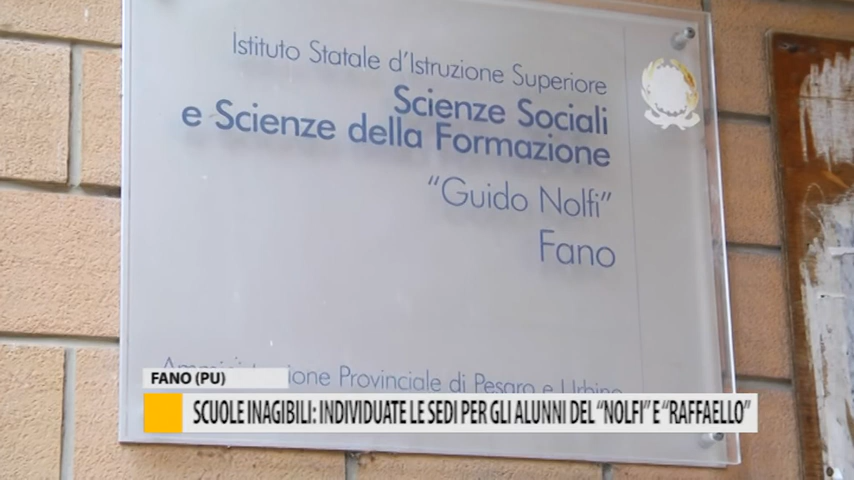 Istituto Statale d'Istruzione Superiore
Scienze Sociali
e Scienze della Formazione
"Guido Nolfi"
Fano
Provinciale di Pesaro e Urbino
FANO (PU)
SCUOLE INAGIBILI: INDIVIDUATE LE SEDI PER GLI ALUNNI DEL "NOLFI" E "RAFFAELLO"